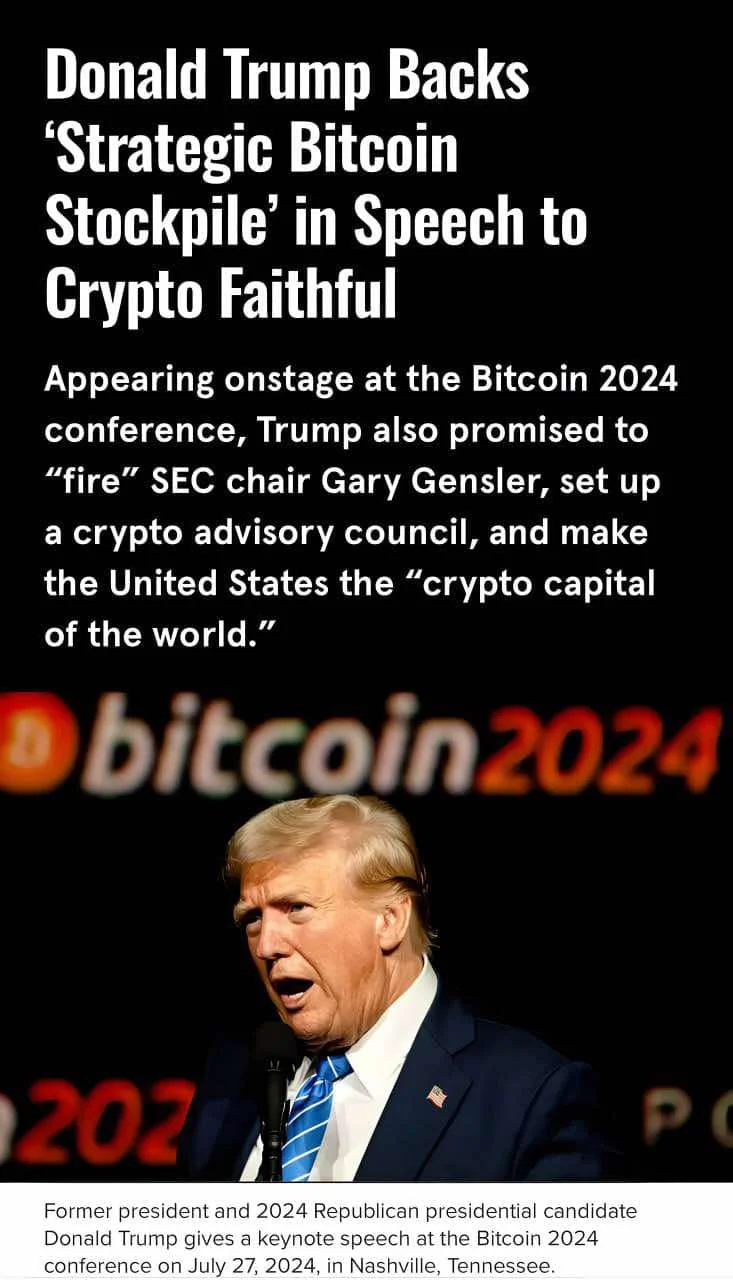 Donald Trump Backs
‘Strategic Bitcoin
Stockpile’ in Speech to
Crypto Faithful
Appearing onstage at the Bitcoin 2024
conference, Trump also promised to
“fire” SEC chair Gary Gensler, set up
a crypto advisory council, and make
the United States the “crypto capital
of the world.”
bitcoin2024
202
PO
Former president and 2024 Republican presidential candidate
Donald Trump gives a keynote speech at the Bitcoin 2024
conference on July 27, 2024, in Nashville, Tennessee.